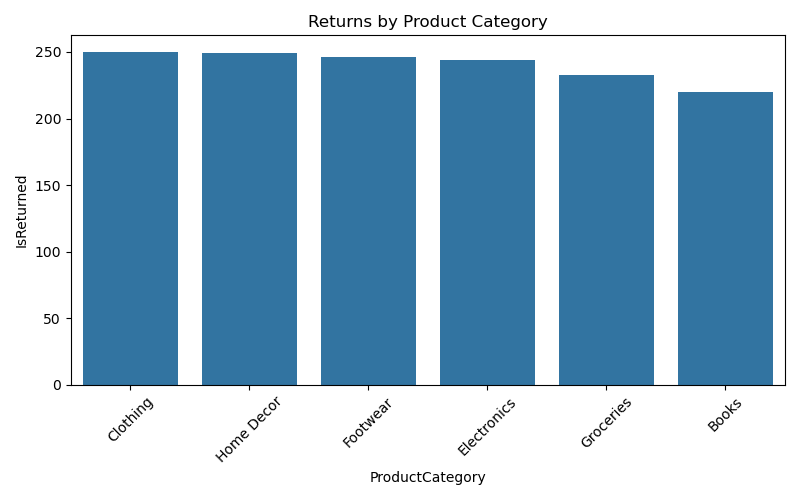 Returns by Product Category
IsReturned
250
200
150
100
50
0
Clothing
Home Decor
Footwear
Electronics
Groceries
Books
ProductCategory